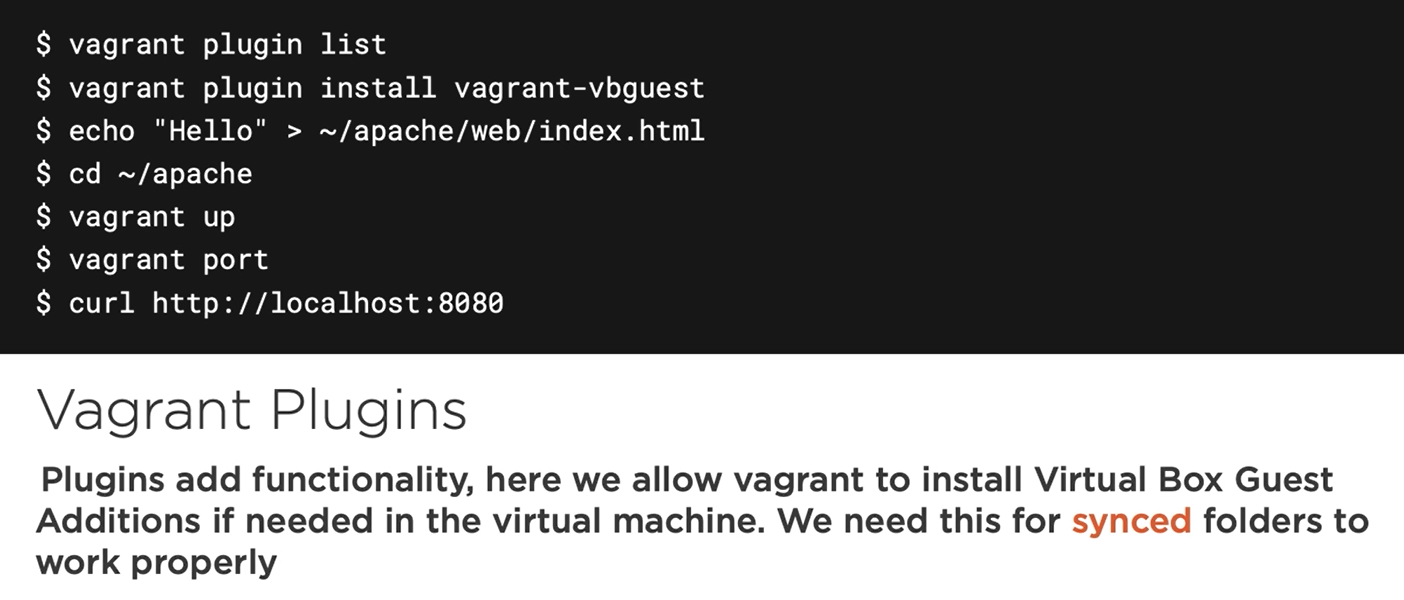 $ vagrant plugin list
$ vagrant plugin install vagrant-vbguest
$ echo "Hello" > ~/apache/web/index.html
$ cd ~/apache
$ vagrant up
$ vagrant port
$ curl http://localhost:8080
Vagrant Plugins
Plugins add functionality, here we allow vagrant to install Virtual Box Guest
Additions if needed in the virtual machine. We need this for synced folders to
work properly